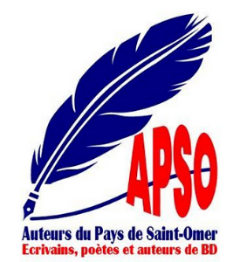 APSO
Auteurs du Pays de Saint-Omer
Ecrivains, poètes et auteurs de BD